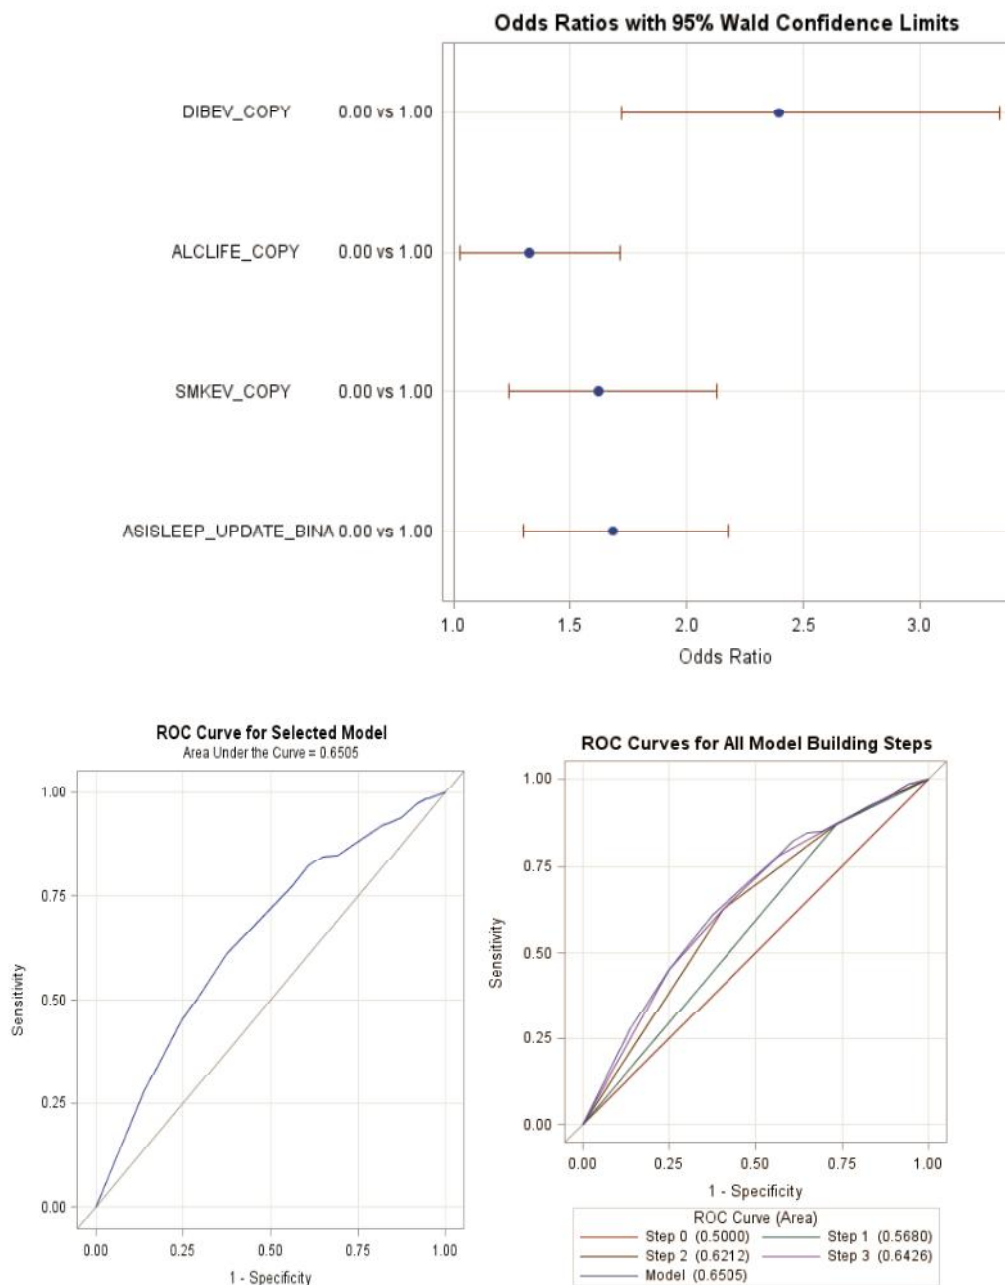 Odds Ratios with 95% Wald Confidence Limits
DIBEV_COPY 0.00 vs 1.00
ALCLIFE_COPY 0.00 vs 1.00
SMKEV_COPY 0.00 vs 1.00
ASISLEEP_UPDATE_BINA 0.00 vs 1.00
1.0 1.5 2.0 2.5 3.0
Odds Ratio
ROC Curve for Selected Model
Area Under the Curve = 0.6505
1.00
0.75
0.50
0.25
0.00
Sensitivity
0.00 0.25 0.50 0.75 1.00
1 - Specificity
ROC Curves for All Model Building Steps
1.00
0.75
0.50
0.25
0.00
Sensitivity
0.00 0.25 0.50 0.75 1.00
1 - Specificity
ROC Curve (Area)
Step 0 (0.5000) Step 1 (0.5680)
Step 2 (0.6212) Step 3 (0.6426)
Model (0.6505)